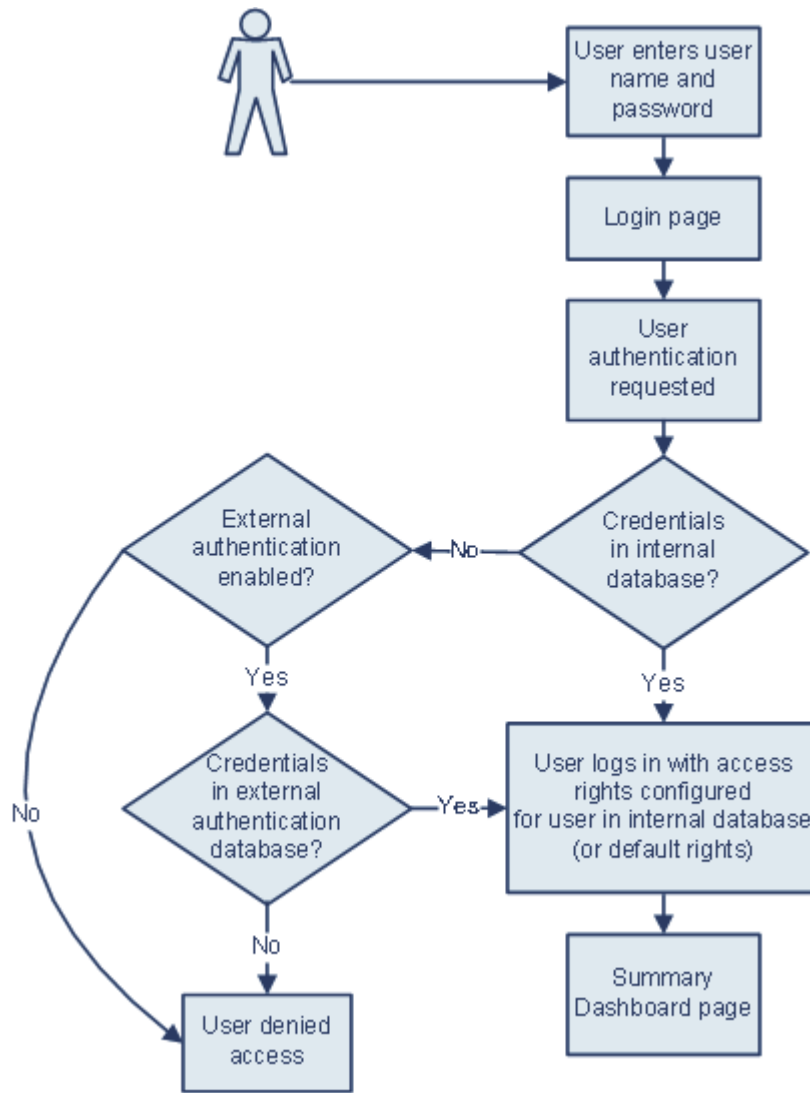 User enters user
name and
password
Login page
User
authentication
requested
Credentials
in internal
database?
No
External
authentication
enabled?
Yes
Yes
Credentials
in external
authentication
database?
Yes
User logs in with access
rights configured
for user in internal database
(or default rights)
No
No
User denied
access
Summary
Dashboard page